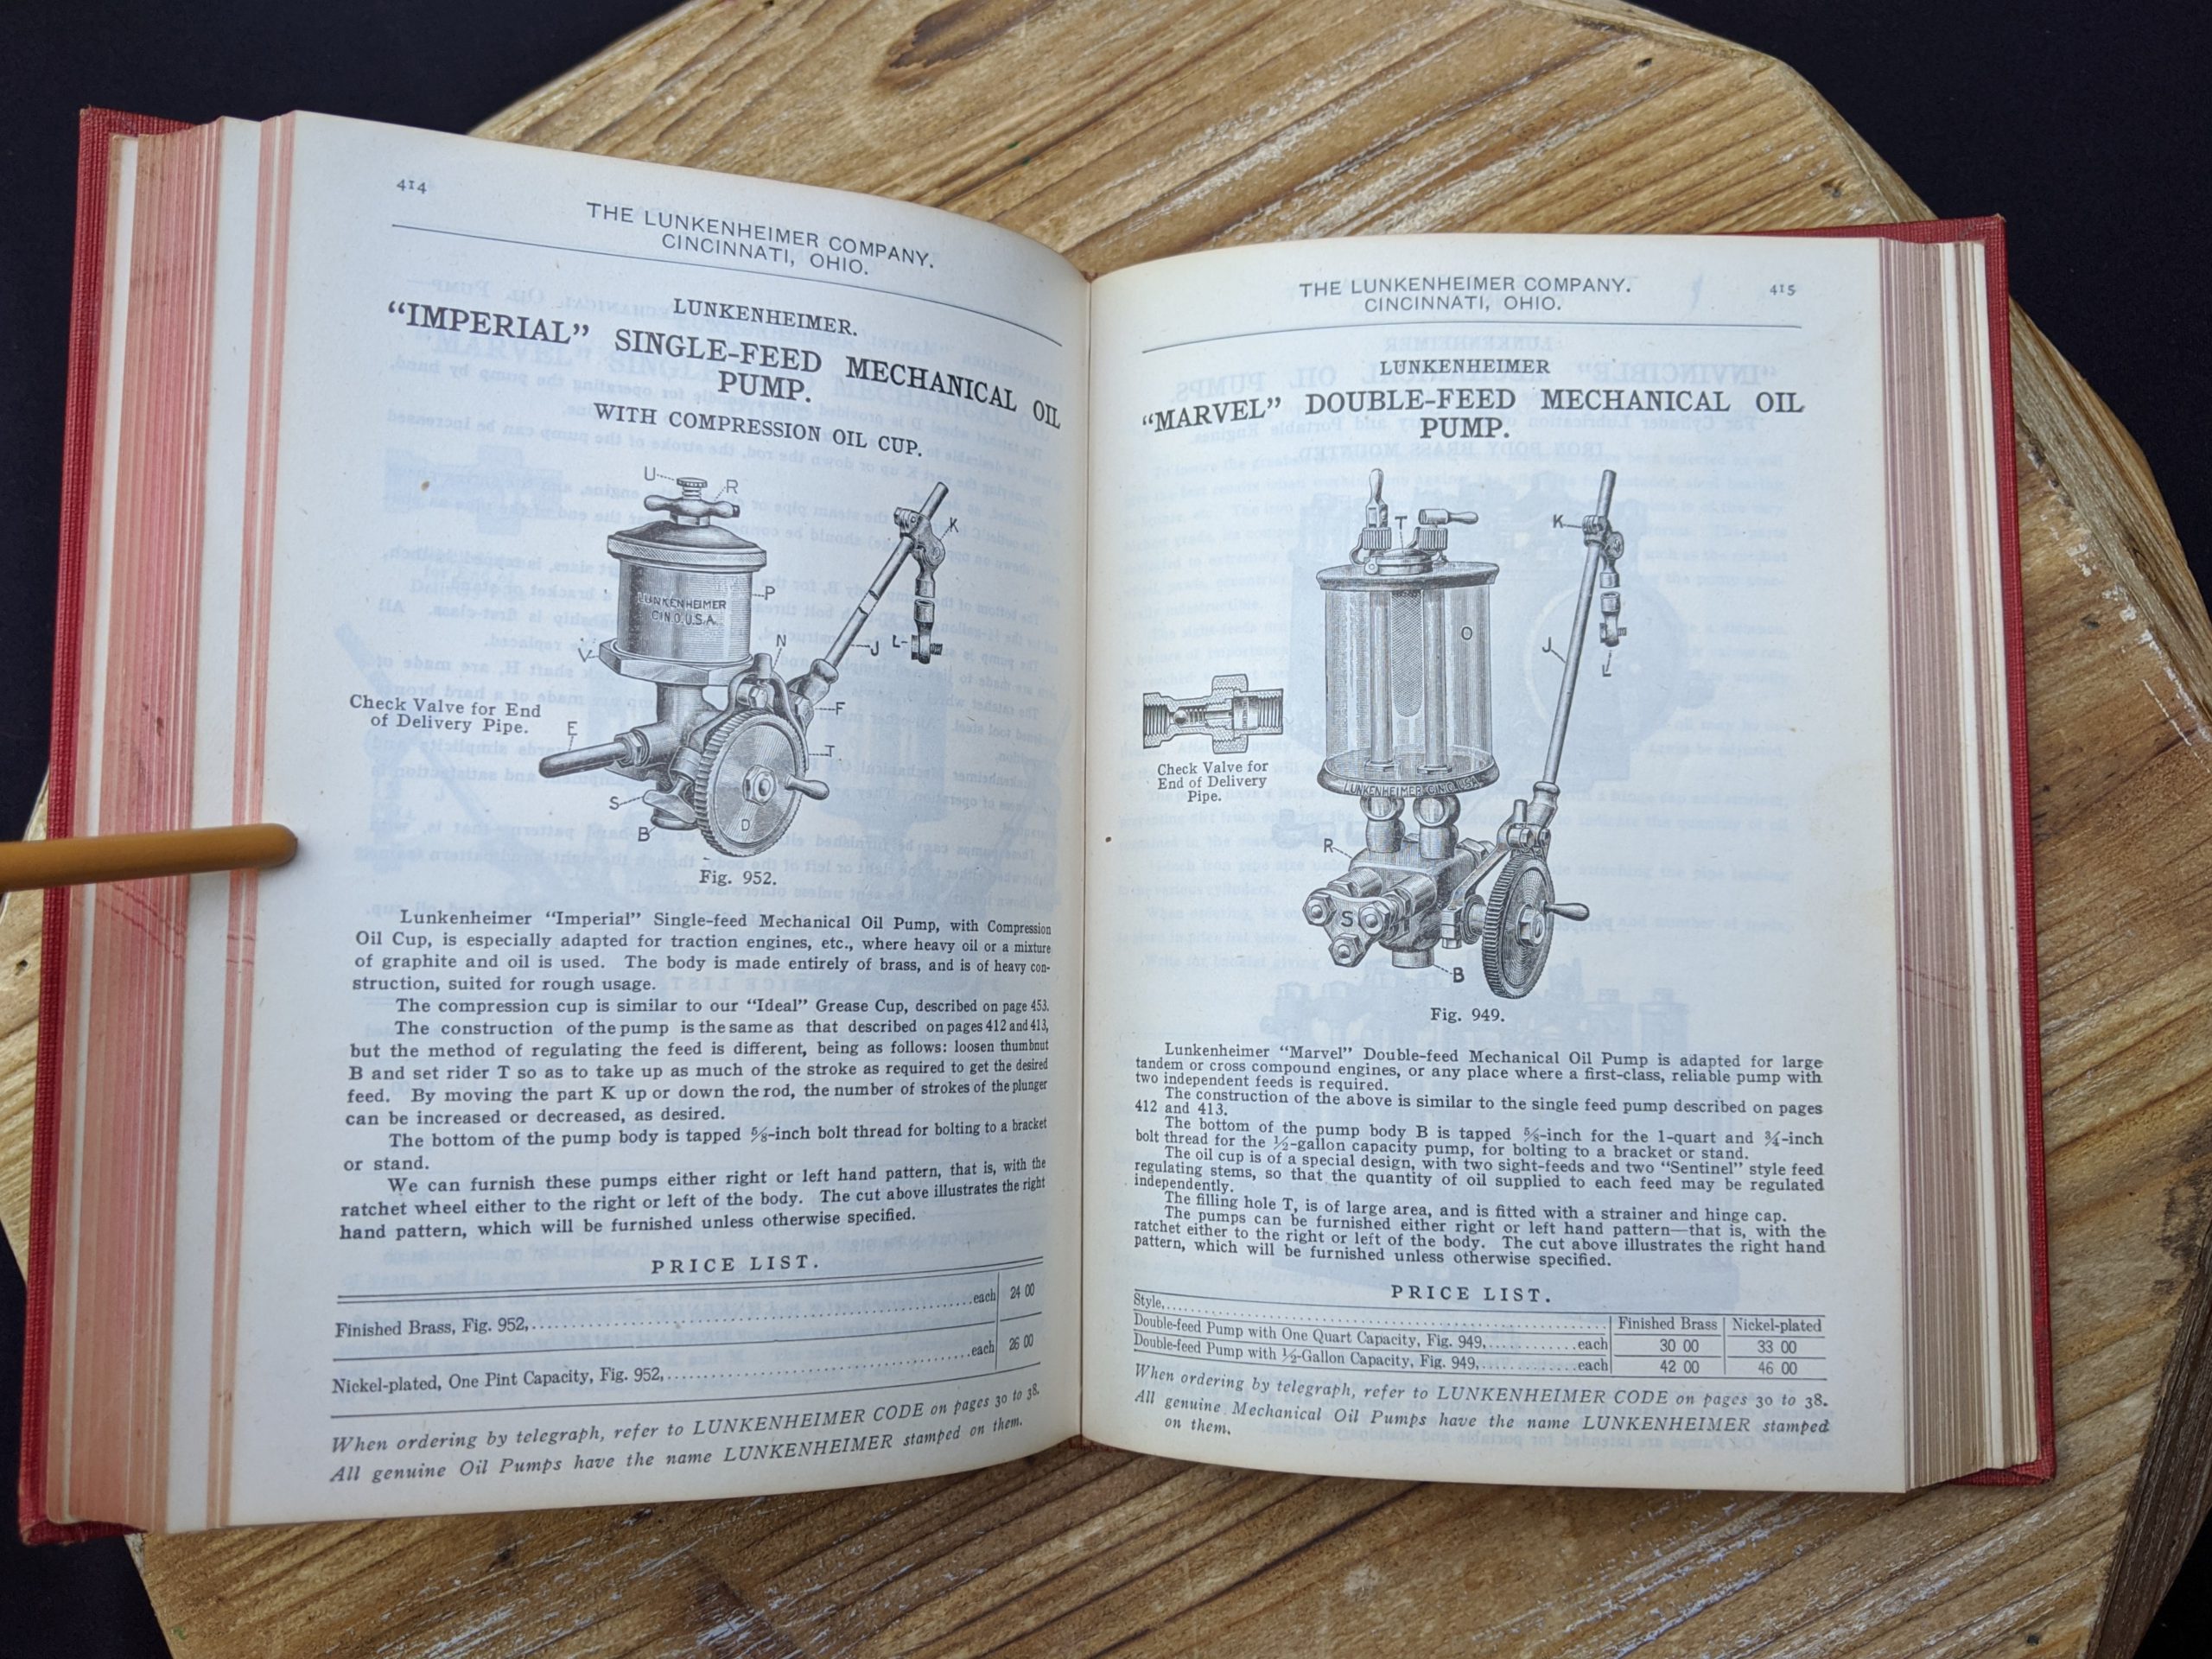 414
THE LUNKENHEIMER COMPANY.
CINCINNATI, OHIO.
LUNKENHEIMER.
“IMPERIAL” SINGLE-FEED MECHANICAL OIL
PUMP.
WITH COMPRESSION OIL CUP.
U
R
K
LUNKENHEIMER
CIN O.U.S.A.
P
V
N
J
L
Check Valve for End
of Delivery Pipe.
E
F
T
S
B
D
Fig. 952.
Lunkenheimer “Imperial” Single-feed Mechanical Oil Pump, with Compression
Oil Cup, is especially adapted for traction engines, etc., where heavy oil or a mixture
of graphite and oil is used. The body is made entirely of brass, and is of heavy con-
struction, suited for rough usage.
The compression cup is similar to our “Ideal” Grease Cup, described on page 453.
The construction of the pump is the same as that described on pages 412 and 413,
but the method of regulating the feed is different, being as follows: loosen thumbnut
B and set rider T so as to take up as much of the stroke as required to get the desired
feed. By moving the part K up or down the rod, the number of strokes of the plunger
can be increased or decreased, as desired.
The bottom of the pump body is tapped ⅝-inch bolt thread for bolting to a bracket
or stand.
We can furnish these pumps either right or left hand pattern, that is, with the
ratchet wheel either to the right or left of the body. The cut above illustrates the right
hand pattern, which will be furnished unless otherwise specified.
PRICE LIST.
Finished Brass, Fig. 952,........................................each 24 00
Nickel-plated, One Pint Capacity, Fig. 952,...........................each 26 00
When ordering by telegraph, refer to LUNKENHEIMER CODE on pages 30 to 38.
All genuine Oil Pumps have the name LUNKENHEIMER stamped on them.
THE LUNKENHEIMER COMPANY. 415
CINCINNATI, OHIO.
LUNKENHEIMER
“MARVEL” DOUBLE-FEED MECHANICAL OIL
PUMP.
T
K
O
J
L
Check Valve for
End of Delivery
Pipe.
LUNKENHEIMER CIN.O.USA.
R
S
B
Fig. 949.
Lunkenheimer “Marvel” Double-feed Mechanical Oil Pump is adapted for large
tandem or cross compound engines, or any place where a first-class, reliable pump with
two independent feeds is required.
The construction of the above is similar to the single feed pump described on pages
412 and 413.
The bottom of the pump body B is tapped ⅝-inch for the 1-quart and ¾-inch
bolt thread for the ½-gallon capacity pump, for bolting to a bracket or stand.
The oil cup is of a special design, with two sight-feeds and two “Sentinel” style feed
regulating stems, so that the quantity of oil supplied to each feed may be regulated
independently.
The filling hole T, is of large area, and is fitted with a strainer and hinge cap.
The pumps can be furnished either right or left hand pattern—that is, with the
ratchet either to the right or left of the body. The cut above illustrates the right hand
pattern, which will be furnished unless otherwise specified.
PRICE LIST.
Style,........................................ Finished Brass Nickel-plated
Double-feed Pump with One Quart Capacity, Fig. 949,............each 30 00 33 00
Double-feed Pump with ½-Gallon Capacity, Fig. 949,.............each 42 00 46 00
When ordering by telegraph, refer to LUNKENHEIMER CODE on pages 30 to 38.
All genuine Mechanical Oil Pumps have the name LUNKENHEIMER stamped
on them.